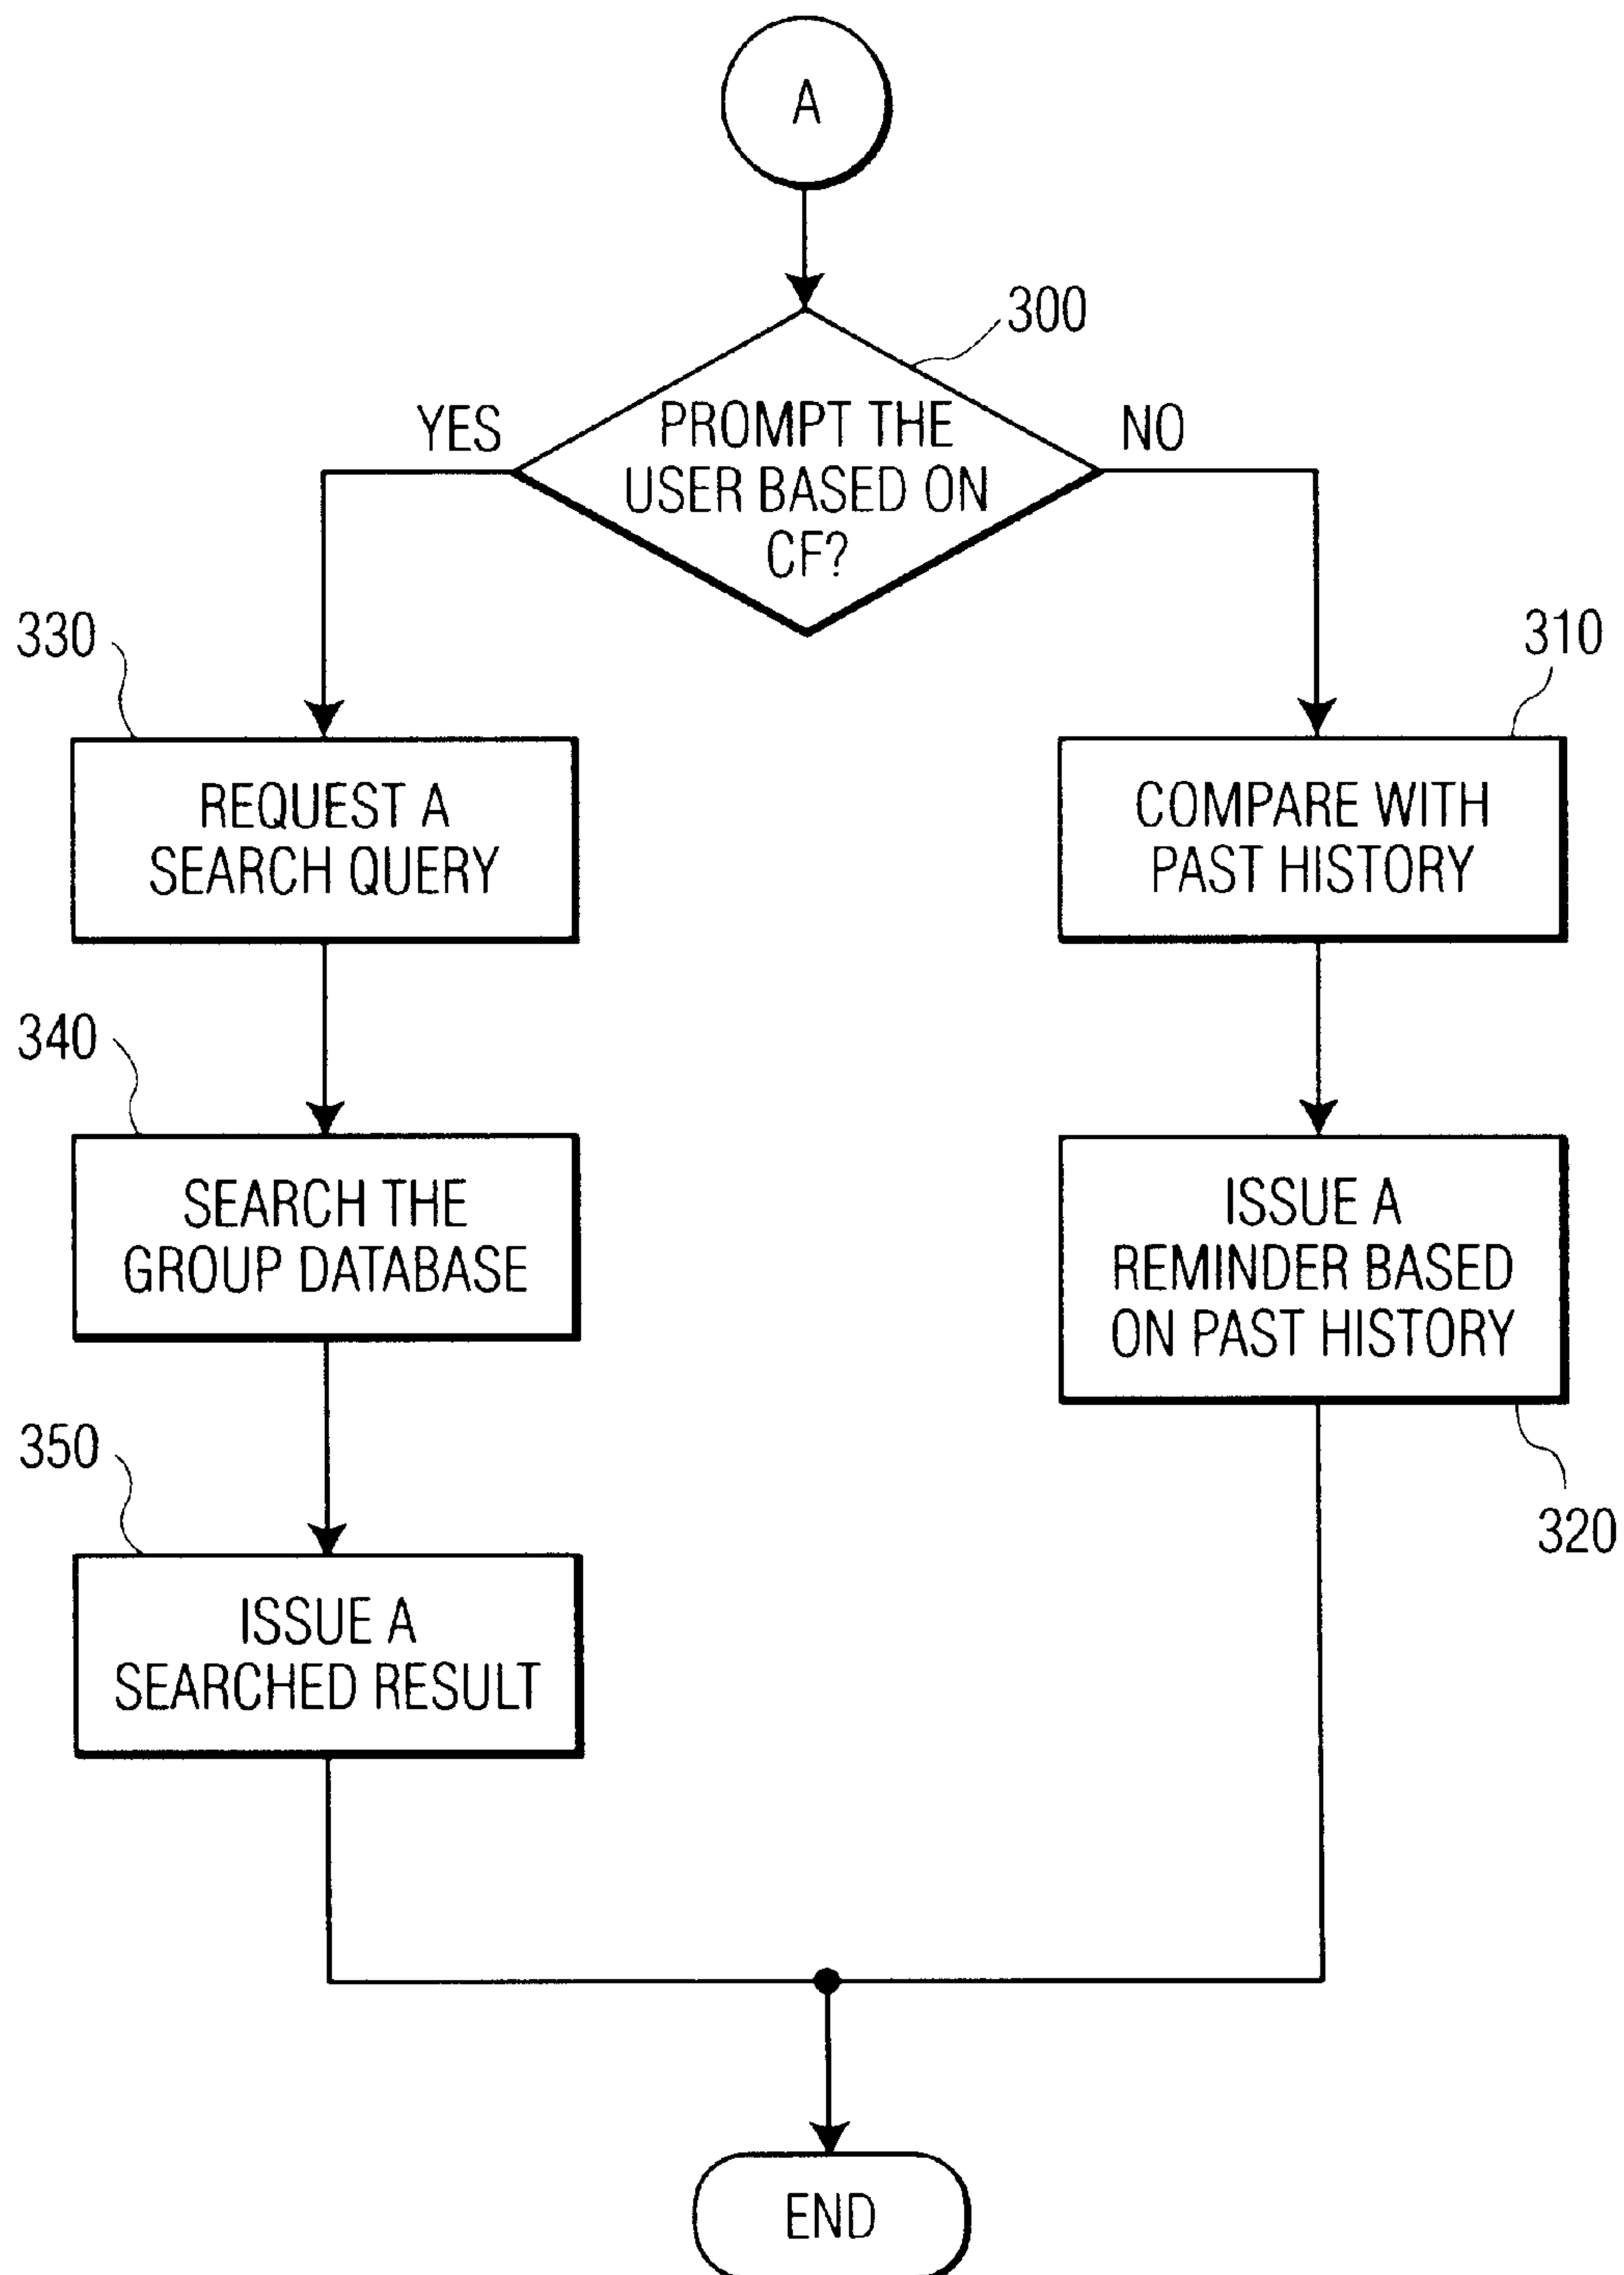 A
300
YES
PROMPT THE
USER BASED ON
CF?
NO
330
310
REQUEST A
SEARCH QUERY
COMPARE WITH
PAST HISTORY
340
SEARCH THE
GROUP DATABASE
ISSUE A
REMINDER BASED
ON PAST HISTORY
350
320
ISSUE A
SEARCHED RESULT
END